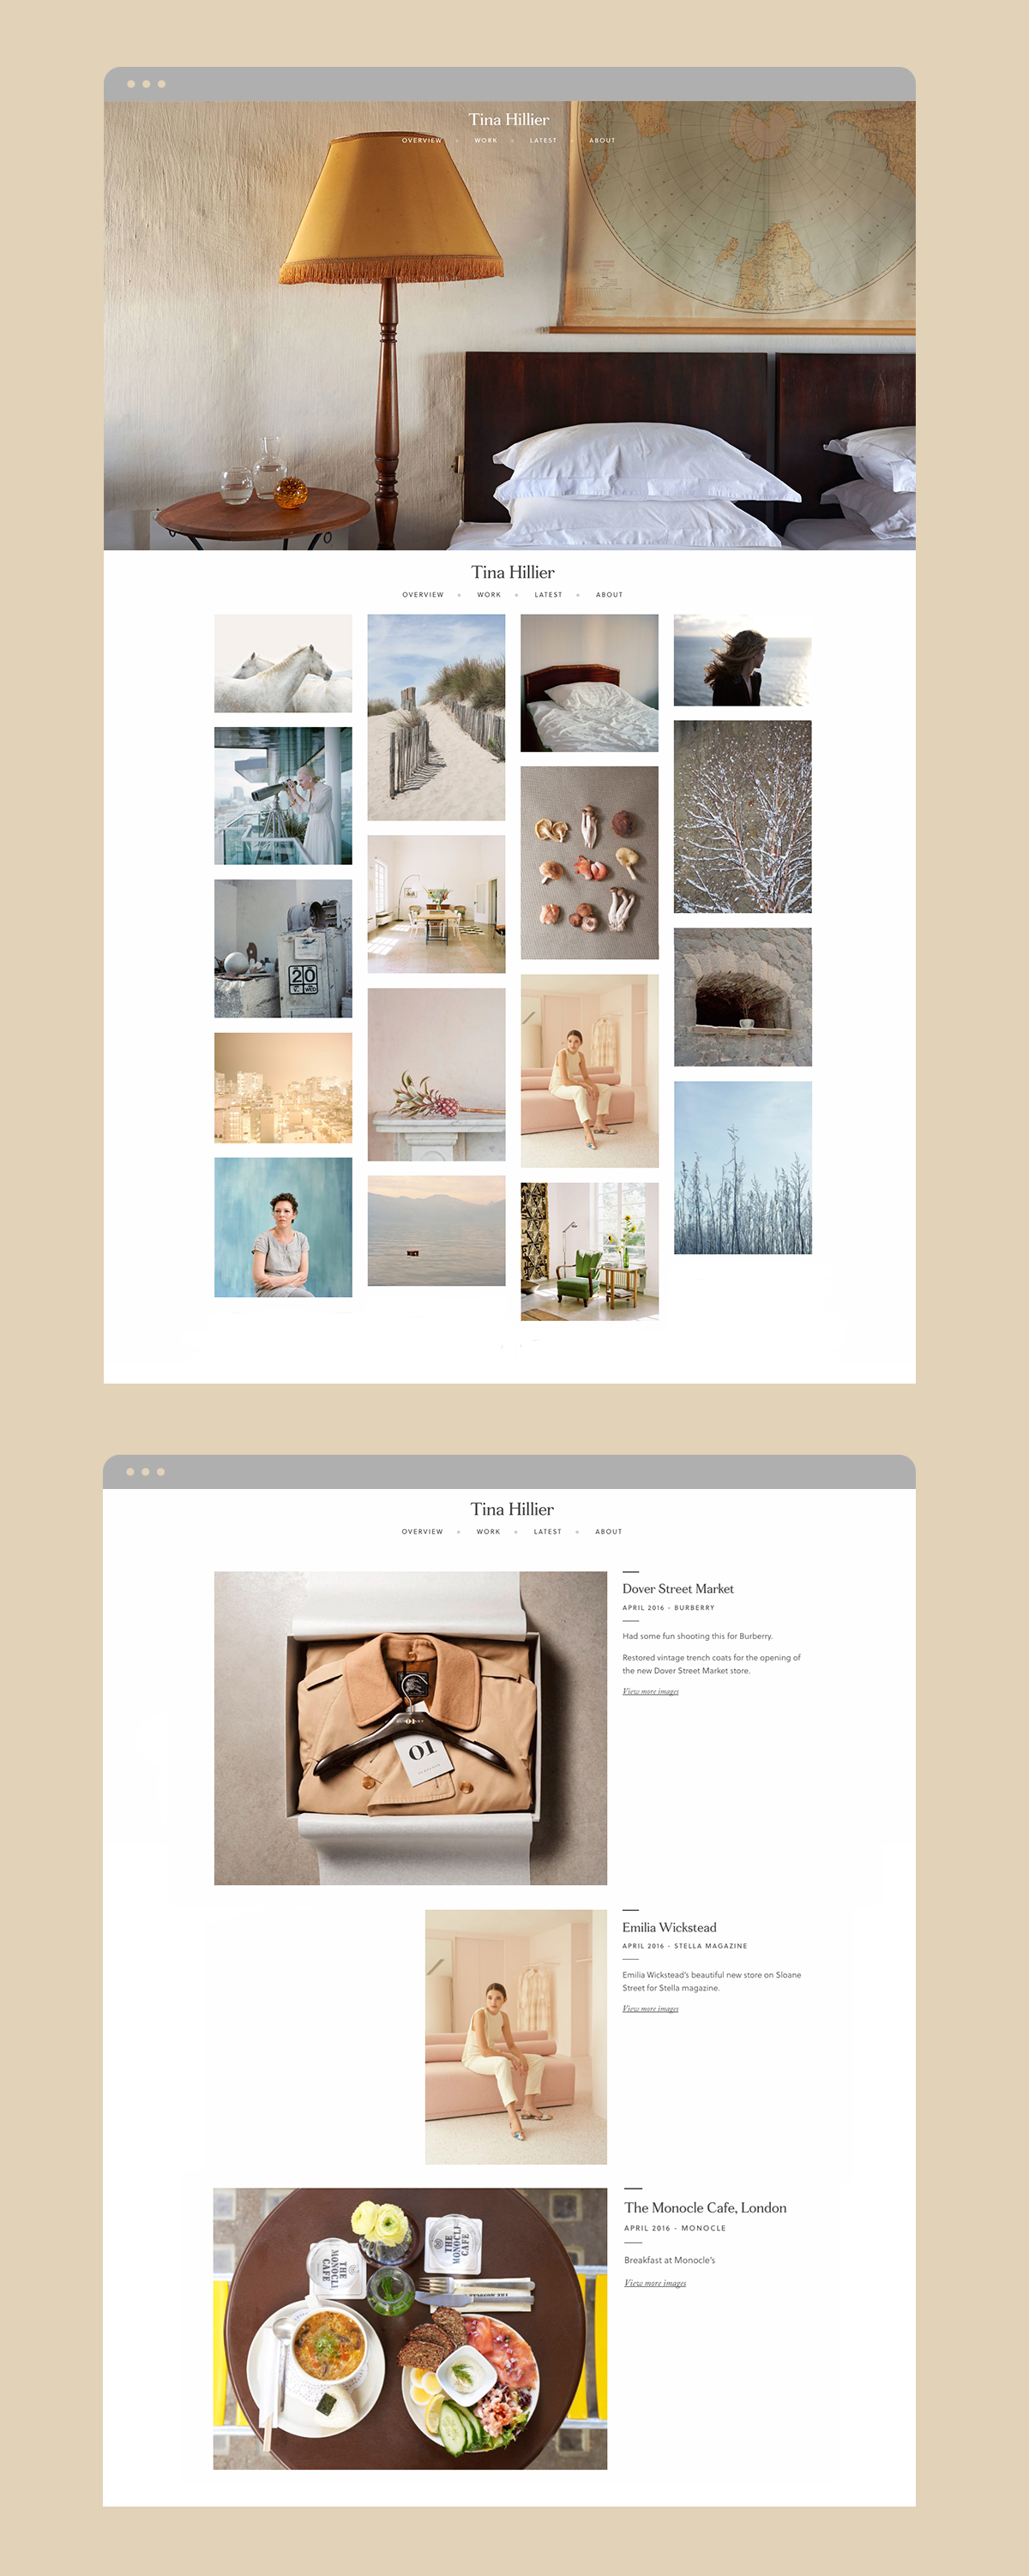 Tina Hillier
OVERVIEW WORK LATEST ABOUT
Tina Hillier
OVERVIEW WORK LATEST ABOUT
20
WED
Tina Hillier
OVERVIEW WORK LATEST ABOUT
Dover Street Market
APRIL 2016 - BURBERRY
Had some fun shooting this for Burberry.
Restored vintage trench coats for the opening of
the new Dover Street Market store.
View more images
01
01
Emilia Wickstead
APRIL 2016 - STELLA MAGAZINE
Emilia Wickstead's beautiful new store on Sloane
Street for Stella magazine.
View more images
The Monocle Cafe, London
APRIL 2016 - MONOCLE
Breakfast at Monocle's
View more images
THE
MONOCLE
CAFE
THE
MONOCLE
CAFE